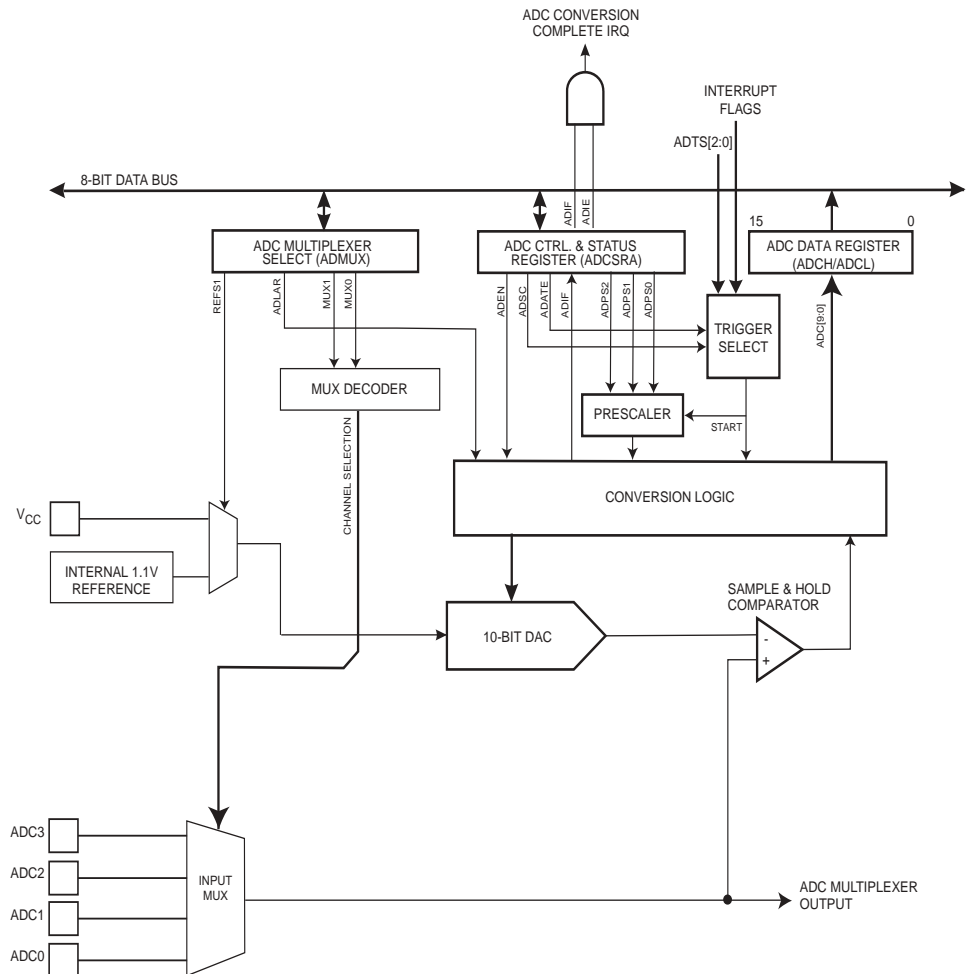 ADC CONVERSION
COMPLETE IRQ
INTERRUPT
FLAGS
ADTS[2:0]
8-BIT DATA BUS
ADIF
ADIE
15
0
ADC MULTIPLEXER
SELECT (ADMUX)
ADC CTRL. & STATUS
REGISTER (ADCSRA)
ADC DATA REGISTER
(ADCH/ADCL)
REFS1
ADLAR
MUX1
MUX0
ADEN
ADSC
ADATE
ADIF
ADPS2
ADPS1
ADPS0
ADC[9:0]
TRIGGER
SELECT
MUX DECODER
PRESCALER
START
CHANNEL SELECTION
CONVERSION LOGIC
VCC
INTERNAL 1.1V
REFERENCE
SAMPLE & HOLD
COMPARATOR
10-BIT DAC
-
+
ADC3
ADC2
ADC1
ADC0
INPUT
MUX
ADC MULTIPLEXER
OUTPUT